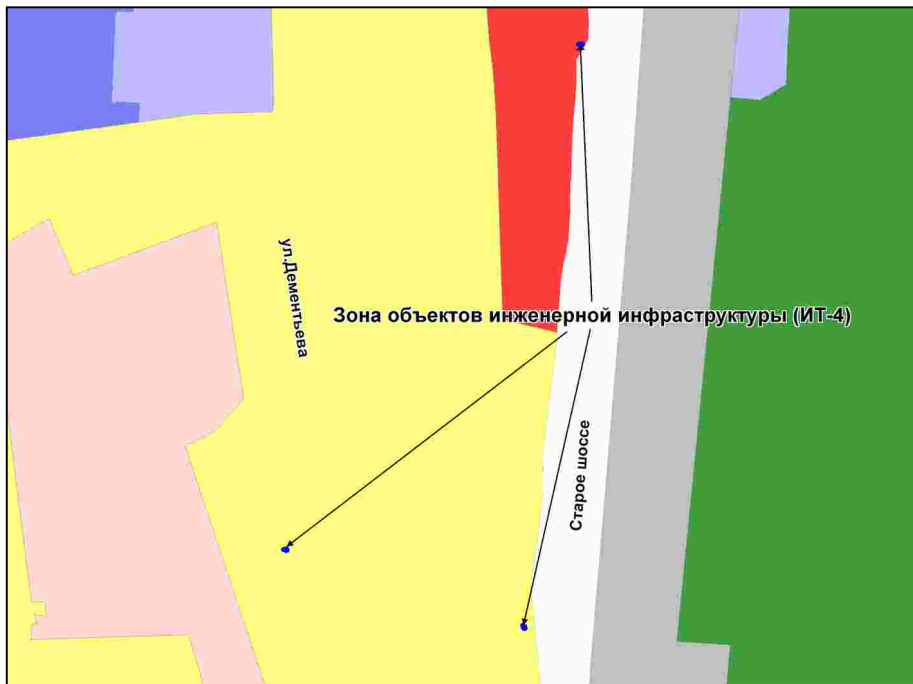 ул.Дементьева
Зона объектов инженерной инфраструктуры (ИТ-4)
Старое шоссе